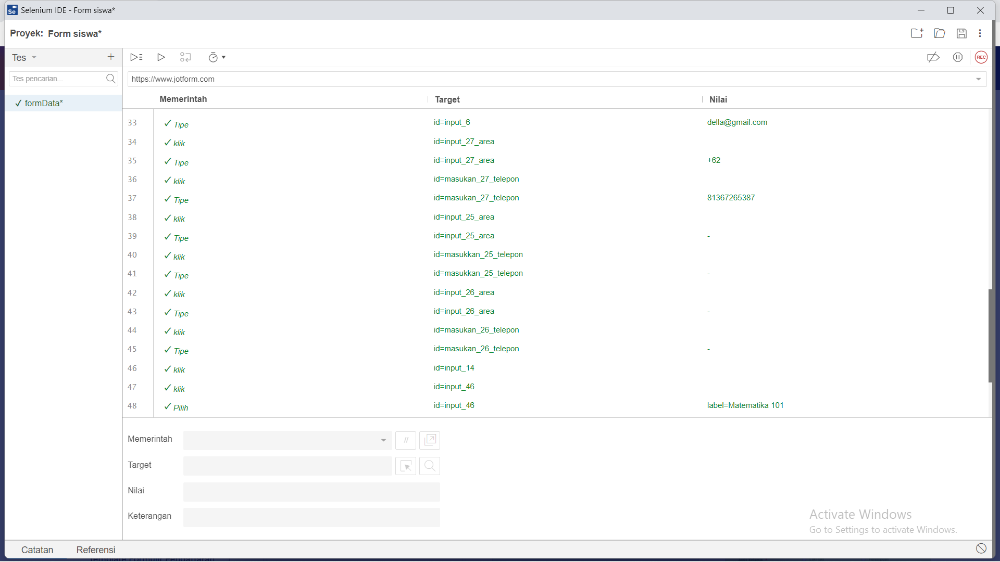 Selenium IDE - Form siswa*
Proyek: Form siswa*
Tes
REC
Tes pencarian...
https://www.jotform.com
✓ formData*
Memerintah Target Nilai
33 ✓ Tipe id=input_6 della@gmail.com
34 ✓ klik id=input_27_area
35 ✓ Tipe id=input_27_area +62
36 ✓ klik id=masukan_27_telepon
37 ✓ Tipe id=masukan_27_telepon 81367265387
38 ✓ klik id=input_25_area
39 ✓ Tipe id=input_25_area -
40 ✓ klik id=masukkan_25_telepon
41 ✓ Tipe id=masukkan_25_telepon -
42 ✓ klik id=input_26_area
43 ✓ Tipe id=input_26_area -
44 ✓ klik id=masukan_26_telepon
45 ✓ Tipe id=masukan_26_telepon -
46 ✓ klik id=input_14
47 ✓ klik id=input_46
48 ✓ Pilih id=input_46 label=Matematika 101
Memerintah //
Target
Nilai
Keterangan
Activate Windows
Go to Settings to activate Windows.
Catatan Referensi